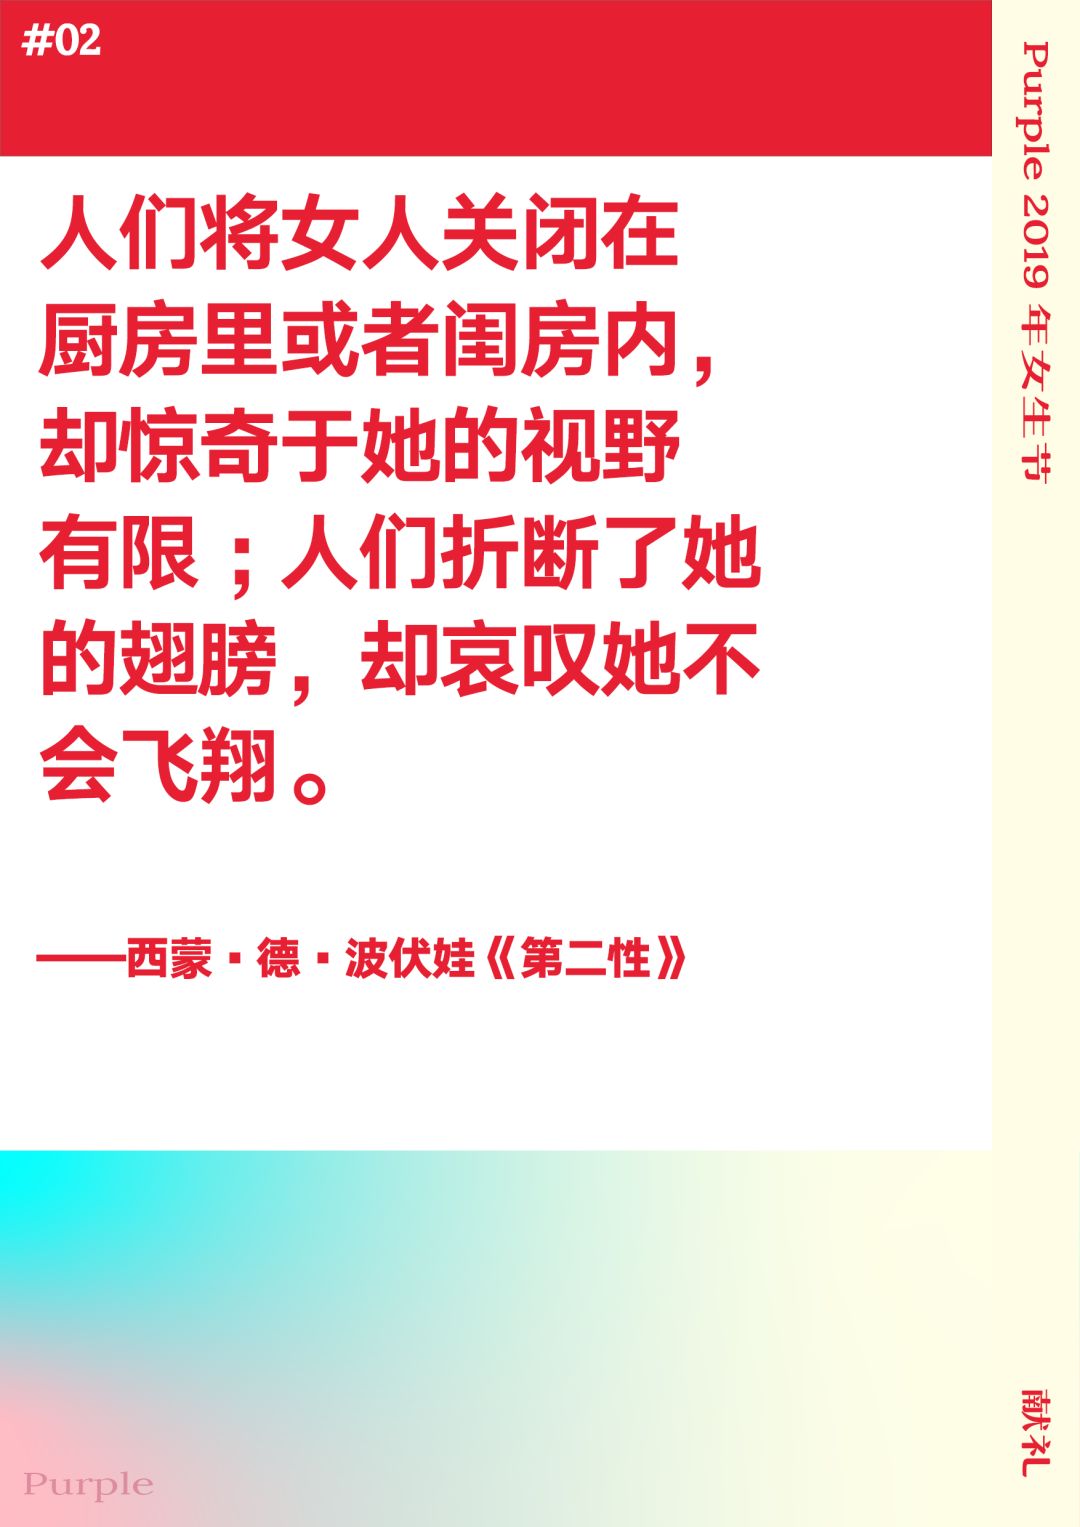 #02
人们将女人关闭在
厨房里或者闺房内，
却惊奇于她的视野
有限；人们折断了她
的翅膀，却哀叹她不
会飞翔。
——西蒙·德·波伏娃《第二性》
Purple 2019 年女生节
献礼
Purple